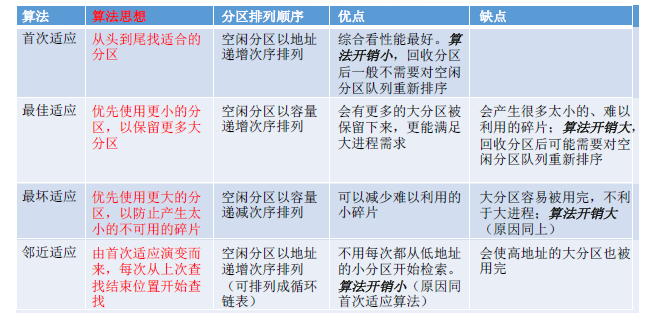 算法 算法思想 分区排列顺序 优点 缺点
首次适应 从头到尾找适合的 空闲分区以地址 综合看性能最好。算
分区 递增次序排列 法开销小，回收分区
后一般不需要对空闲
分区队列重新排序
最佳适应 优先使用更小的分 空闲分区以容量 会有更多的大分区被 会产生很多太小的、难以
区，以保留更多大 递增次序排列 保留下来，更能满足 利用的碎片；算法开销大，
分区 大进程需求 回收分区后可能需要对空
闲分区队列重新排序
最坏适应 优先使用更大的分 空闲分区以容量 可以减少难以利用的 大分区容易被用完，不利
区，以防止产生太 递减次序排列 小碎片 于大进程；算法开销大
小的不可用的碎片 （原因同上）
邻近适应 由首次适应演变而 空闲分区以地址 不用每次都从低地址 会使高地址的大分区也被
来，每次从上次查 递增次序排列 的小分区开始检索。 用完
找结束位置开始查 （可排列成循环 算法开销小（原因同
找 链表） 首次适应算法）